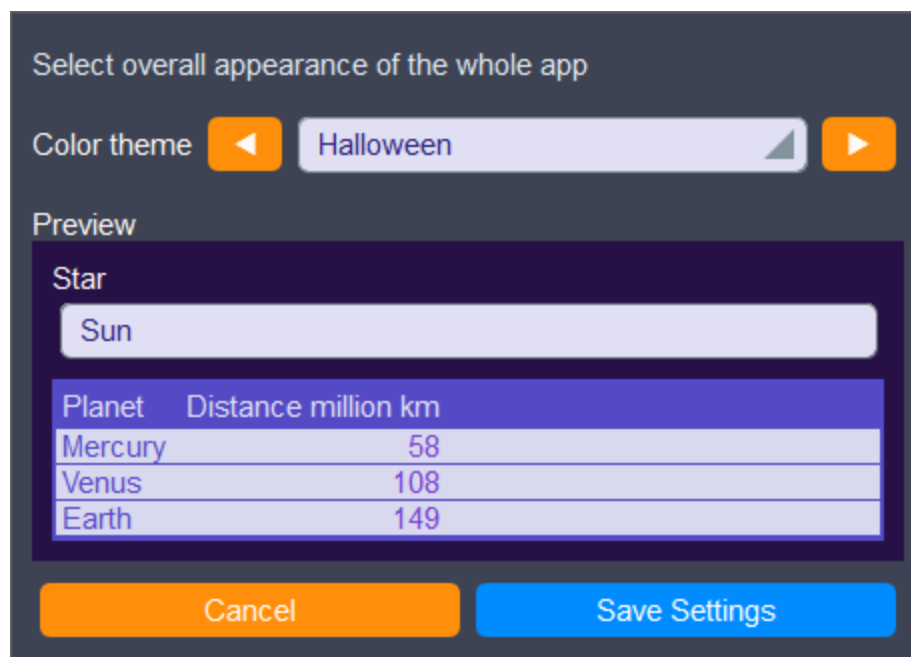 Select overall appearance of the whole app
Color theme Halloween
Preview
Star
Sun
Planet Distance million km
Mercury 58
Venus 108
Earth 149
Cancel Save Settings